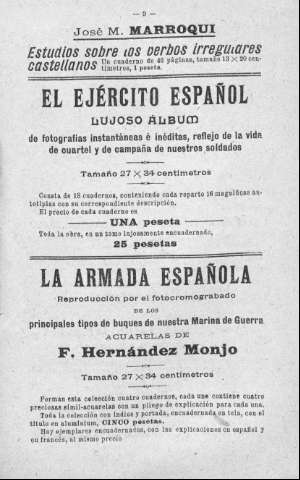 — 9 —
José M. MARROQUI
Estudios sobre los verbos irregulares
castellanos Un cuaderno de 46 páginas, tamaño 13 × 20 cen-
tímetros, 1 peseta.
EL EJÉRCITO ESPAÑOL
LUJOSO ÁLBUM
de fotografías instantáneas é inéditas, reflejo de la vida
de cuartel y de campaña de nuestros soldados
Tamaño 27 × 34 centímetros
Consta de 18 cuadernos, conteniendo cada reparto 16 magníficas au-
totipias con su correspondiente descripción.
El precio de cada cuaderno es
UNA peseta
Toda la obra, en un tomo lujosamente encuadernado,
25 pesetas
LA ARMADA ESPAÑOLA
Reproducción por el fotocromograbado
DE LOS
principales tipos de buques de nuestra Marina de Guerra
ACUARELAS DE
F. Hernández Monjo
Tamaño 27 × 34 centímetros
Forman esta colección cuatro cuadernos, cada uno contiene cuatro
preciosas símil-acuarelas con un pliego de explicación para cada una.
Toda la colección con índice y portada, encuadernada en tela, con el
título en aluminium, CINCO pesetas.
Hay ejemplares encuadernados, con las explicaciones en español y
en francés, al mismo precio